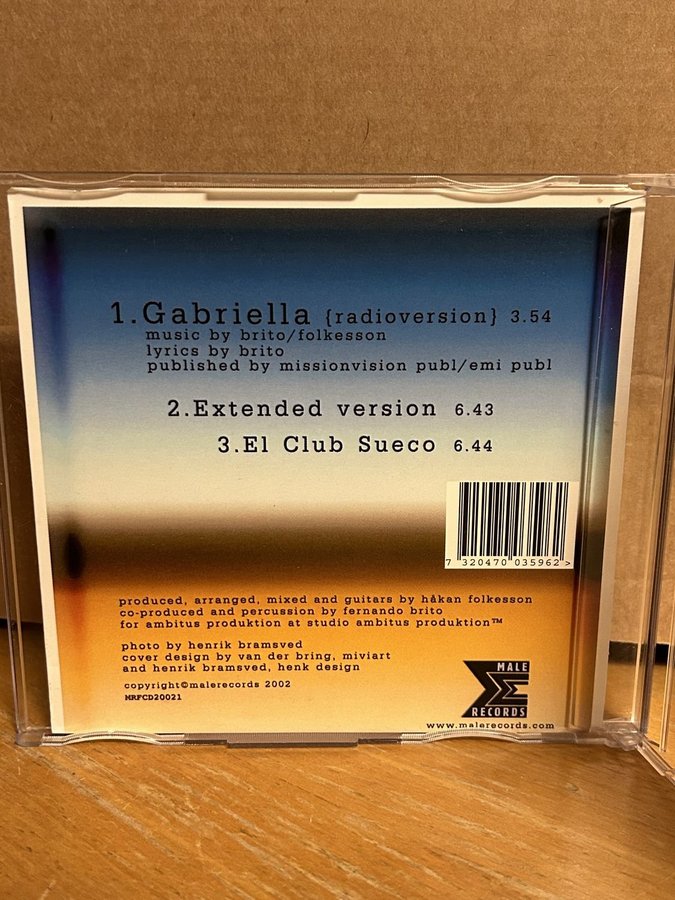 1.Gabriella {radioversion} 3.54
music by brito/folkesson
lyrics by brito
published by missionvision publ/emi publ
2.Extended version 6.43
3.El Club Sueco 6.44
7 320470 035962 >
produced, arranged, mixed and guitars by håkan folkesson
co-produced and percussion by fernando brito
for ambitus produktion at studio ambitus produktion™
photo by henrik bramsved
cover design by van der bring, miviart
and henrik bramsved, henk design
copyright©malerecords 2002
MRFCD20021
MALE
RECORDS
www.malerecords.com